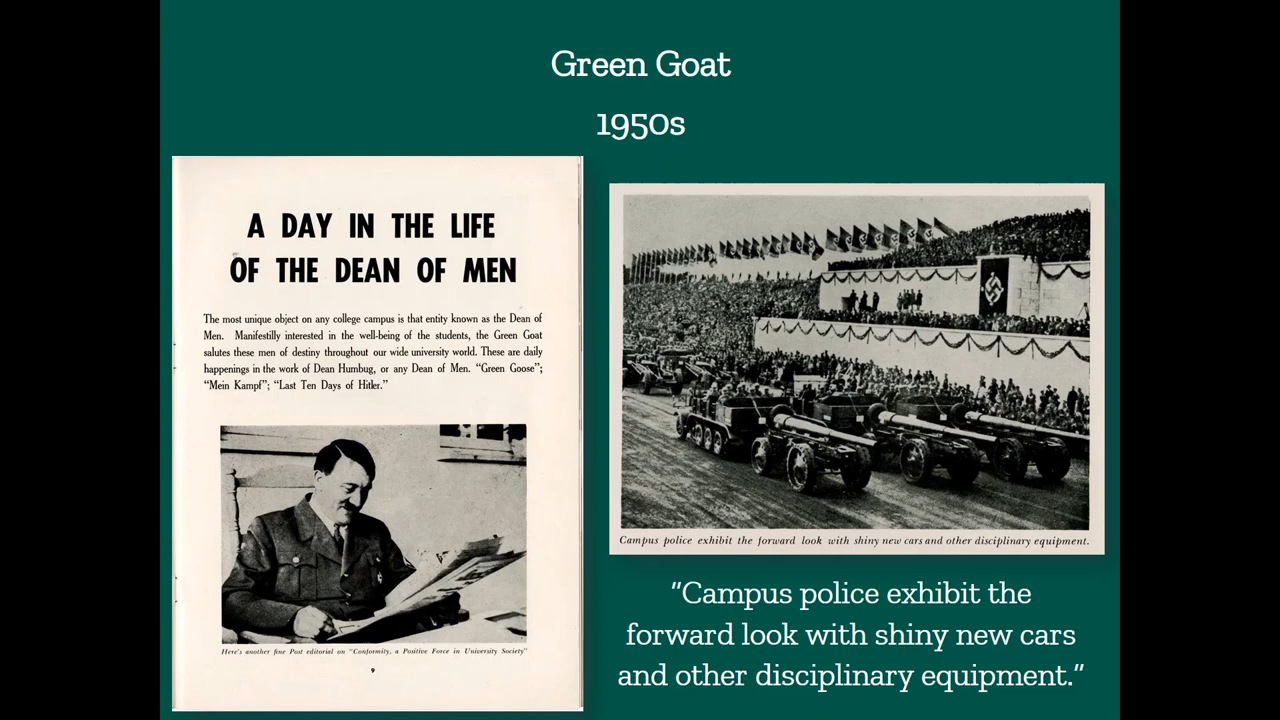 Green Goat
1950s
A DAY IN THE LIFE
OF THE DEAN OF MEN
The most unique object on any college campus is that entity known as the Dean of
Men. Manifestilly interested in the well-being of the students, the Green Goat
salutes these men of destiny throughout our wide university world. These are daily
happenings in the work of Dean Humbug, or any Dean of Men. “Green Goose”;
“Mein Kampf”; “Last Ten Days of Hitler.”
Here's another fine Post editorial on "Conformity, a Positive Force in University Society"
9
Campus police exhibit the forward look with shiny new cars and other disciplinary equipment.
“Campus police exhibit the
forward look with shiny new cars
and other disciplinary equipment.”